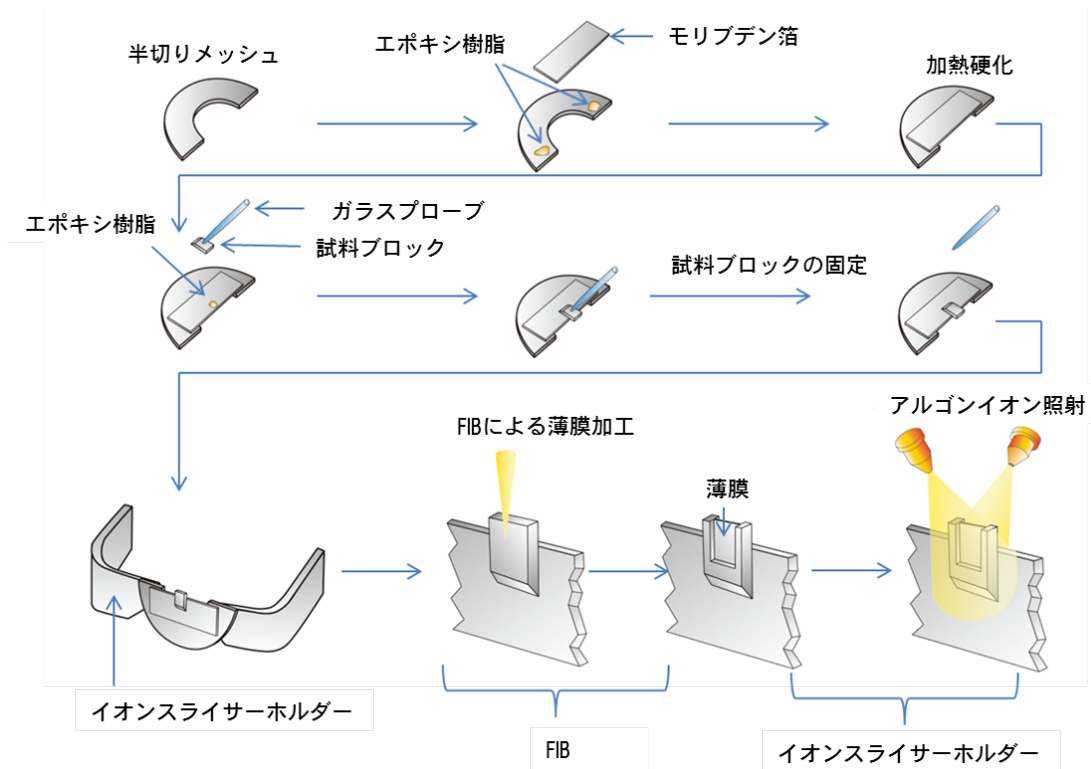 半切りメッシュ
エポキシ樹脂
モリブデン箔
加熱硬化
エポキシ樹脂
ガラスプローブ
試料ブロック
試料ブロックの固定
FIBによる薄膜加工
薄膜
アルゴンイオン照射
イオンスライサーホルダー
FIB
イオンスライサーホルダー